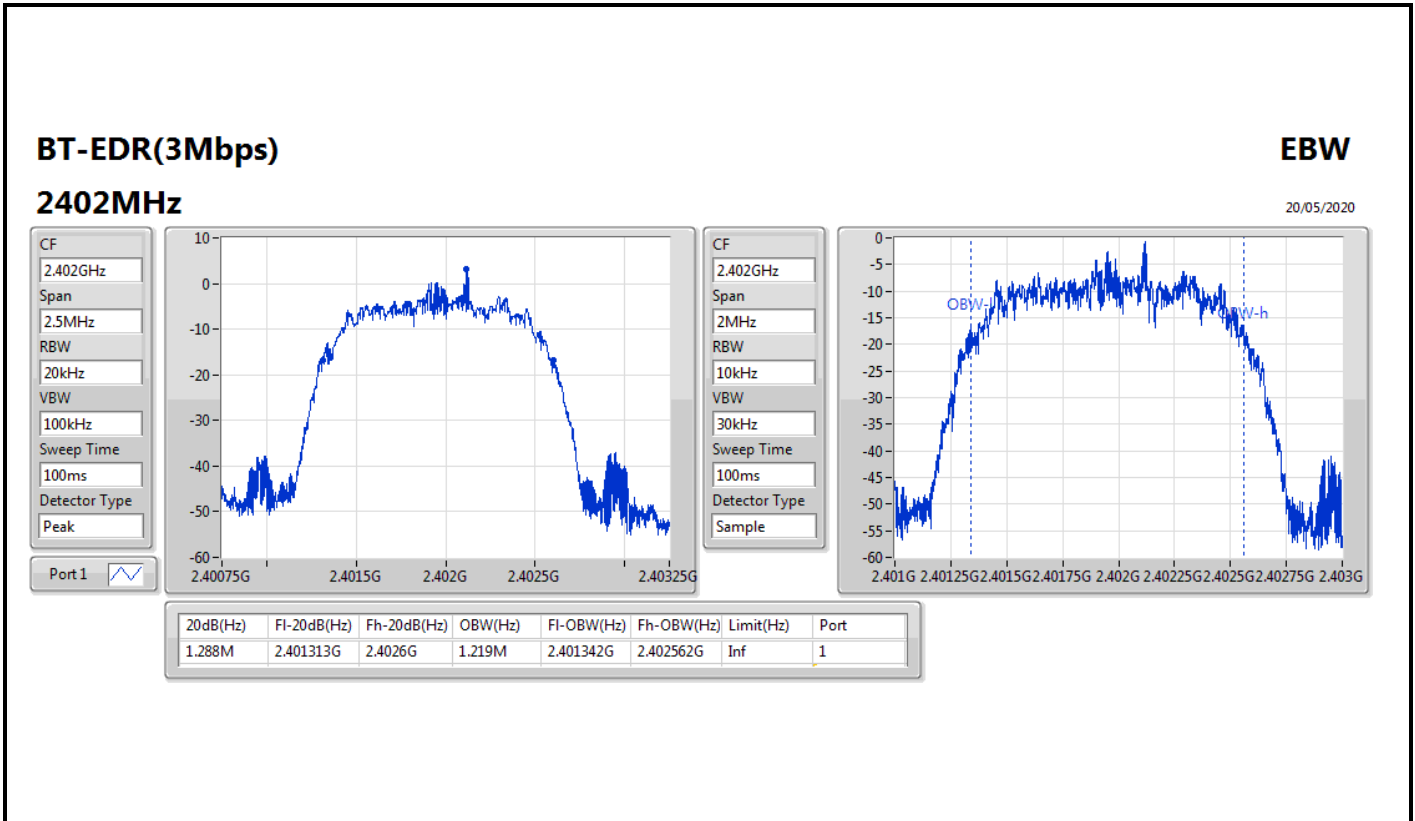 BT-EDR(3Mbps)
EBW
2402MHz
20/05/2020
CF
2.402GHz
Span
2.5MHz
RBW
20kHz
VBW
100kHz
Sweep Time
100ms
Detector Type
Peak
Port 1
10
0
-10
-20
-30
-40
-50
-60
2.40075G 2.4015G 2.402G 2.4025G 2.40325G
CF
2.402GHz
Span
2MHz
RBW
10kHz
VBW
30kHz
Sweep Time
100ms
Detector Type
Sample
0
-5
-10
-15
-20
-25
-30
-35
-40
-45
-50
-55
-60
OBW-l
OBW-h
2.401G 2.40125G 2.4015G 2.40175G 2.402G 2.40225G 2.4025G 2.40275G 2.403G
20dB(Hz) Fl-20dB(Hz) Fh-20dB(Hz) OBW(Hz) Fl-OBW(Hz) Fh-OBW(Hz) Limit(Hz) Port
1.288M 2.401313G 2.4026G 1.219M 2.401342G 2.402562G Inf 1